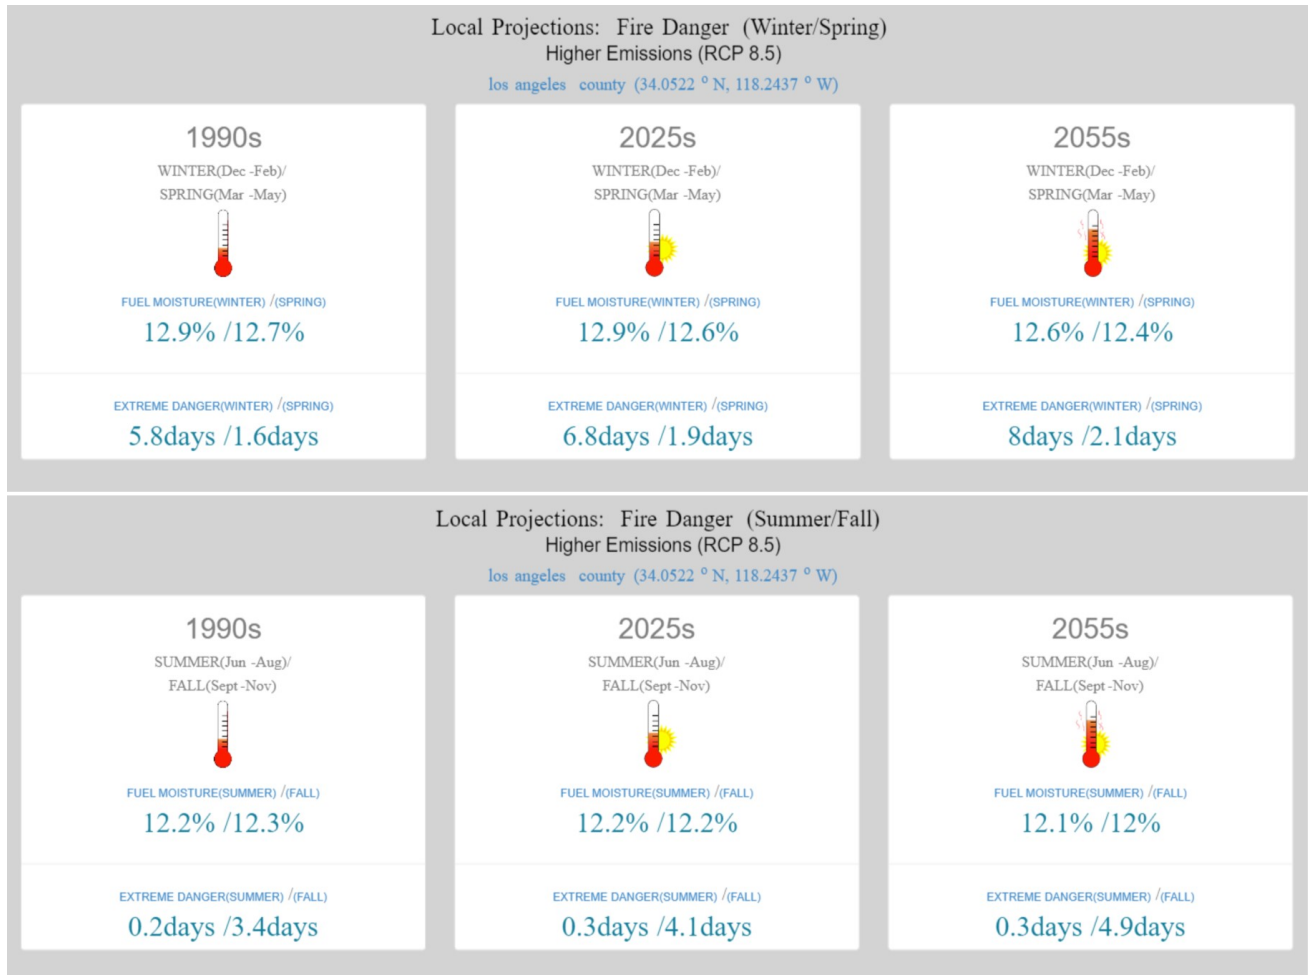 Local Projections: Fire Danger (Winter/Spring)
Higher Emissions (RCP 8.5)
los angeles county (34.0522 ° N, 118.2437 ° W)
1990s
WINTER(Dec -Feb)/
SPRING(Mar -May)
FUEL MOISTURE(WINTER) /(SPRING)
12.9% /12.7%
EXTREME DANGER(WINTER) /(SPRING)
5.8days /1.6days
2025s
WINTER(Dec -Feb)/
SPRING(Mar -May)
FUEL MOISTURE(WINTER) /(SPRING)
12.9% /12.6%
EXTREME DANGER(WINTER) /(SPRING)
6.8days /1.9days
2055s
WINTER(Dec -Feb)/
SPRING(Mar -May)
FUEL MOISTURE(WINTER) /(SPRING)
12.6% /12.4%
EXTREME DANGER(WINTER) /(SPRING)
8days /2.1days
Local Projections: Fire Danger (Summer/Fall)
Higher Emissions (RCP 8.5)
los angeles county (34.0522 ° N, 118.2437 ° W)
1990s
SUMMER(Jun -Aug)/
FALL(Sept -Nov)
FUEL MOISTURE(SUMMER) /(FALL)
12.2% /12.3%
EXTREME DANGER(SUMMER) /(FALL)
0.2days /3.4days
2025s
SUMMER(Jun -Aug)/
FALL(Sept -Nov)
FUEL MOISTURE(SUMMER) /(FALL)
12.2% /12.2%
EXTREME DANGER(SUMMER) /(FALL)
0.3days /4.1days
2055s
SUMMER(Jun -Aug)/
FALL(Sept -Nov)
FUEL MOISTURE(SUMMER) /(FALL)
12.1% /12%
EXTREME DANGER(SUMMER) /(FALL)
0.3days /4.9days